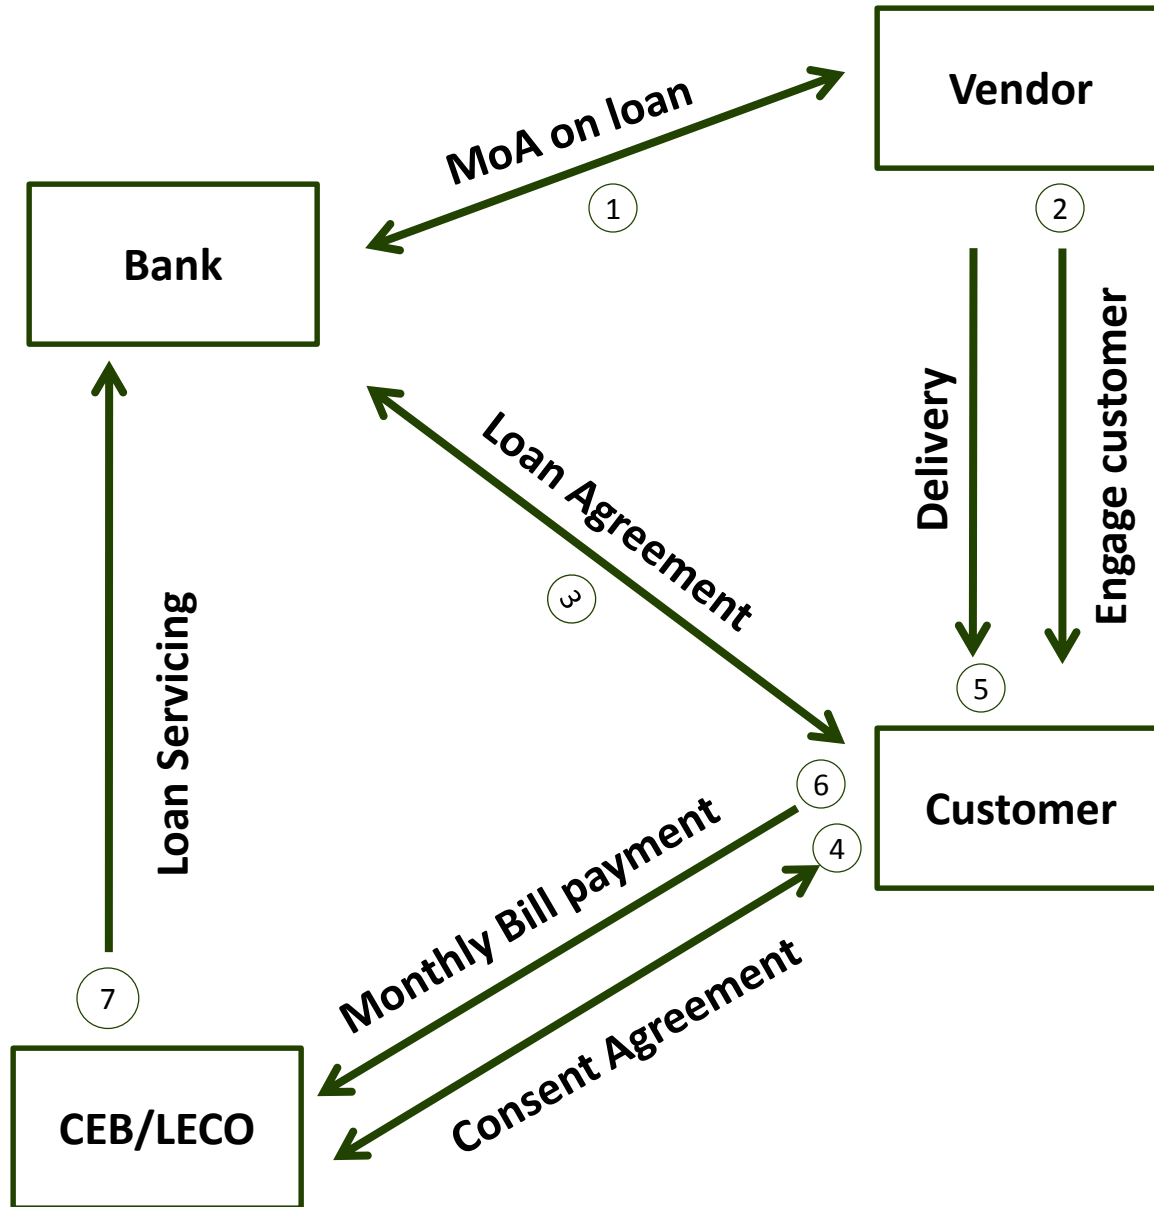 Vendor
MoA on loan
1
2
Bank
Delivery
Engage customer
Loan Agreement
3
Loan Servicing
5
6
Customer
4
Monthly Bill payment
Consent Agreement
7
CEB/LECO